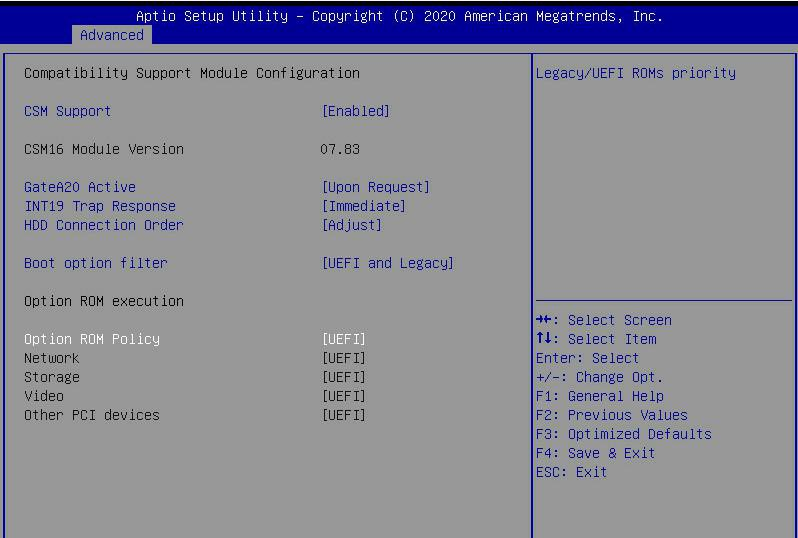 Aptio Setup Utility – Copyright (C) 2020 American Megatrends, Inc.
Advanced
Compatibility Support Module Configuration
CSM Support [Enabled]
CSM16 Module Version 07.83
GateA20 Active [Upon Request]
INT19 Trap Response [Immediate]
HDD Connection Order [Adjust]
Boot option filter [UEFI and Legacy]
Option ROM execution
Option ROM Policy [UEFI]
Network [UEFI]
Storage [UEFI]
Video [UEFI]
Other PCI devices [UEFI]
Legacy/UEFI ROMs priority
→←: Select Screen
↑↓: Select Item
Enter: Select
+/-: Change Opt.
F1: General Help
F2: Previous Values
F3: Optimized Defaults
F4: Save & Exit
ESC: Exit